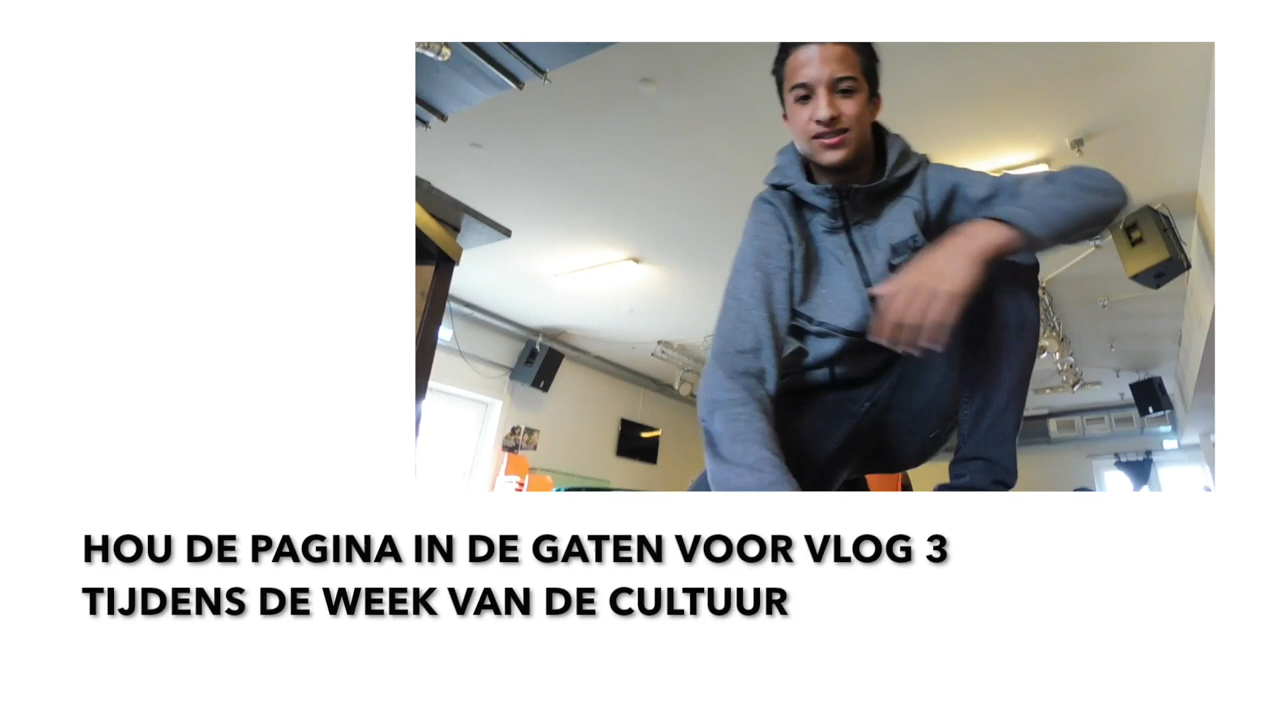 HOU DE PAGINA IN DE GATEN VOOR VLOG 3
TIJDENS DE WEEK VAN DE CULTUUR